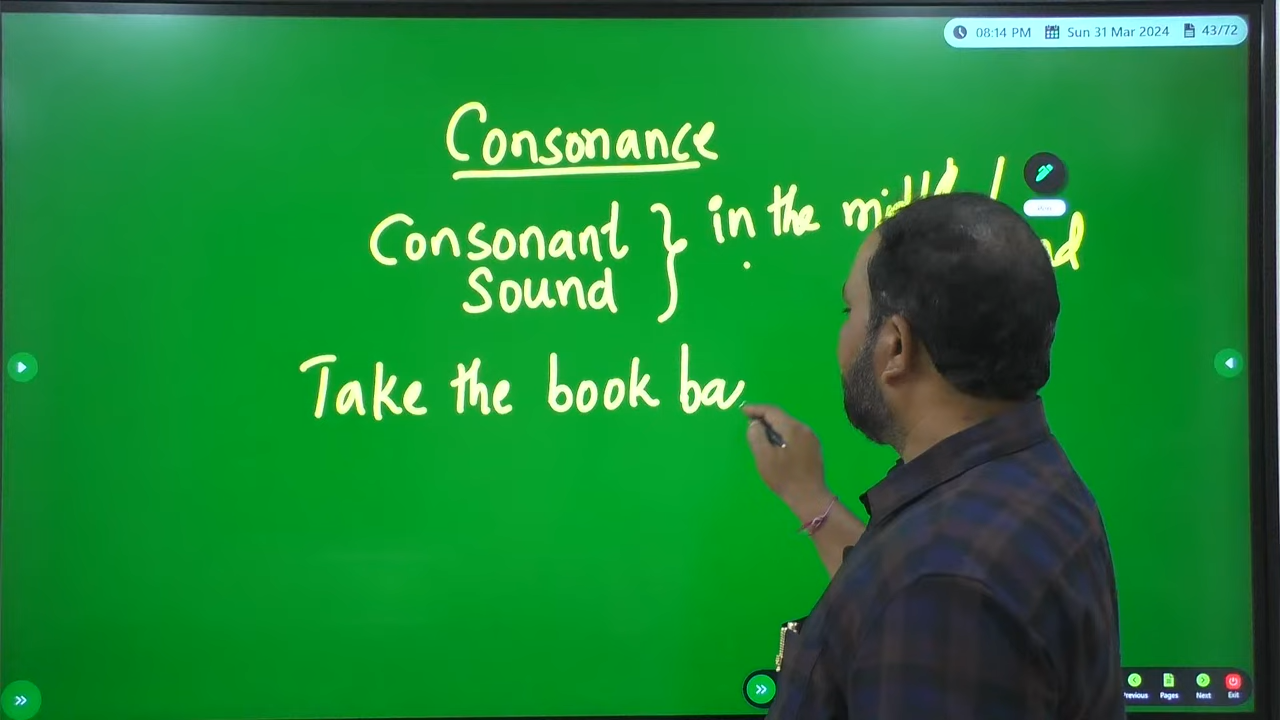 08:14 PM Sun 31 Mar 2024 43/72
Consonance
Consonant
Sound
in the
Take the book ba
Previous Pages Next Exit